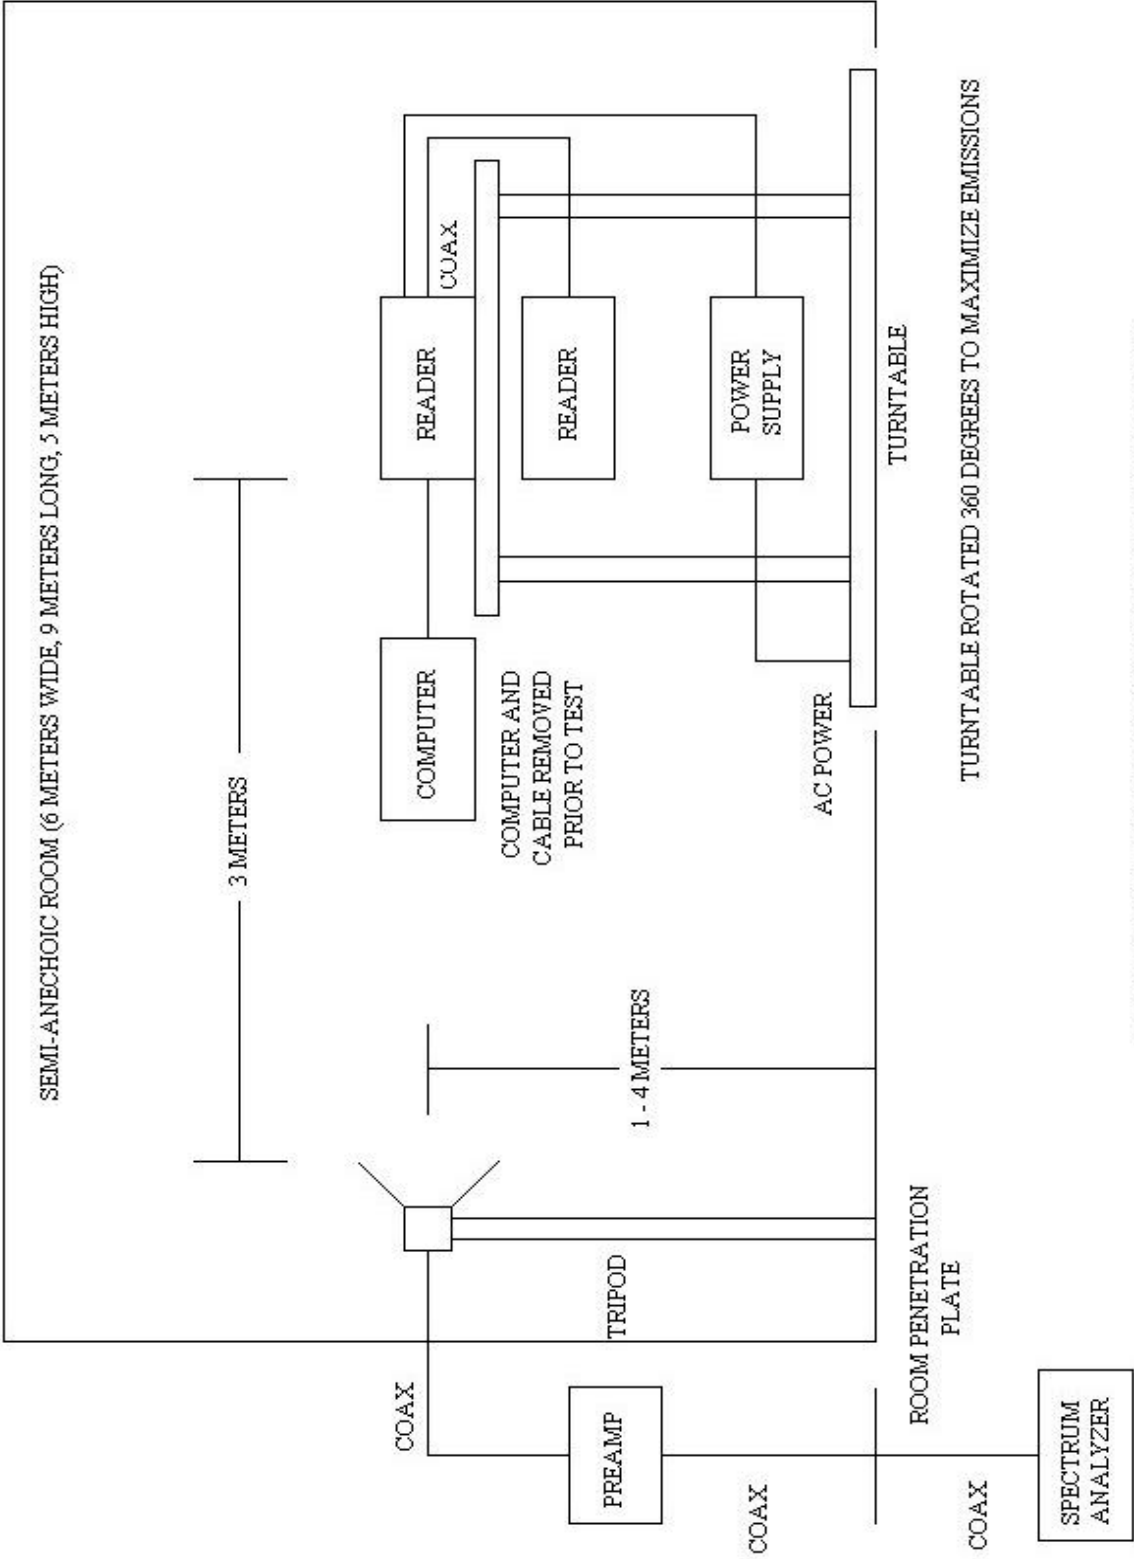 SEMI-ANECHOIC ROOM (6 METERS WIDE, 9 METERS LONG, 5 METERS HIGH)
3 METERS
COMPUTER
READER
COAX
COMPUTER AND
CABLE REMOVED
PRIOR TO TEST
READER
COAX
1 - 4 METERS
TRIPOD
PREAMP
POWER
SUPPLY
AC POWER
COAX
TURNTABLE
ROOM PENETRATION
PLATE
TURNTABLE ROTATED 360 DEGREES TO MAXIMIZE EMISSIONS
COAX
SPECTRUM
ANALYZER